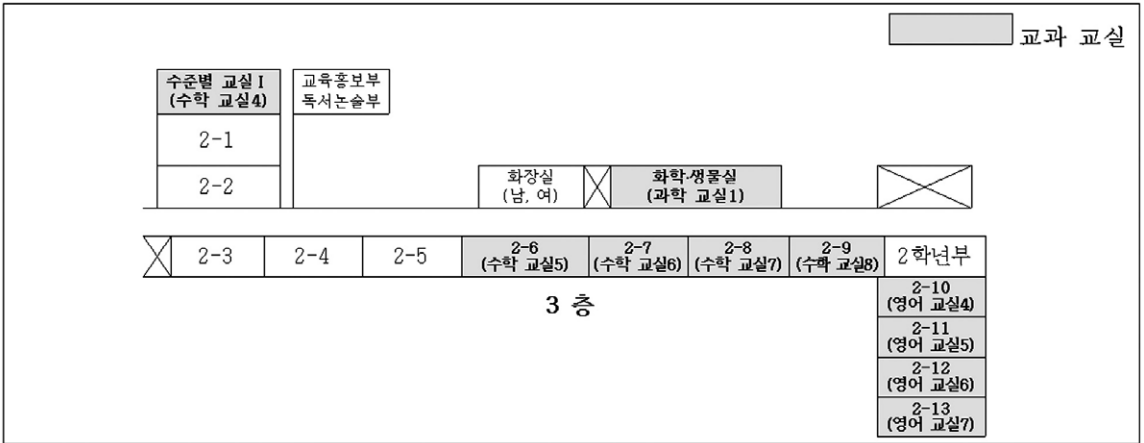 교과 교실
수준별 교실Ⅰ
(수학 교실4)
교육홍보부
독서논술부
2-1
2-2
화장실
(남, 여)
화학·생물실
(과학 교실1)
2-3
2-4
2-5
2-6
(수학 교실5)
2-7
(수학 교실6)
2-8
(수학 교실7)
2-9
(수학 교실8)
2학년부
3 층
2-10
(영어 교실4)
2-11
(영어 교실5)
2-12
(영어 교실6)
2-13
(영어 교실7)